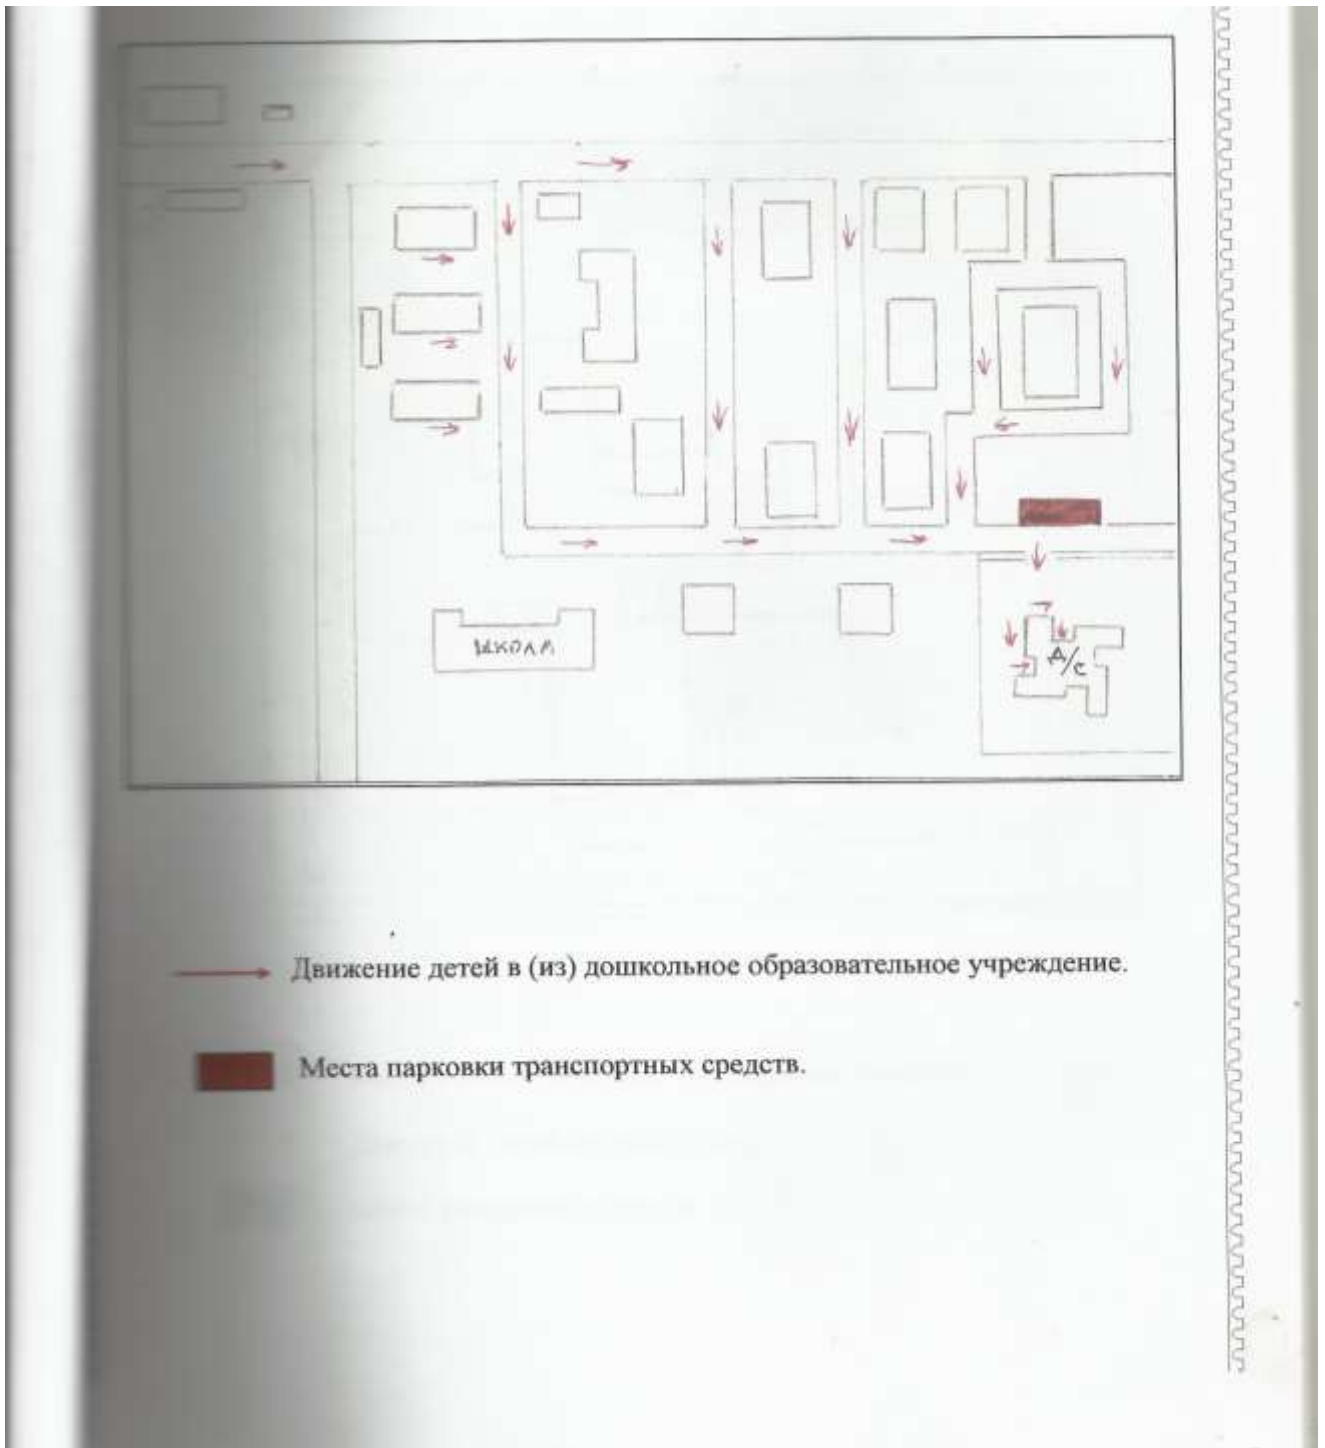 ШКОЛА
Д/с
Движение детей в (из) дошкольное образовательное учреждение.
Места парковки транспортных средств.